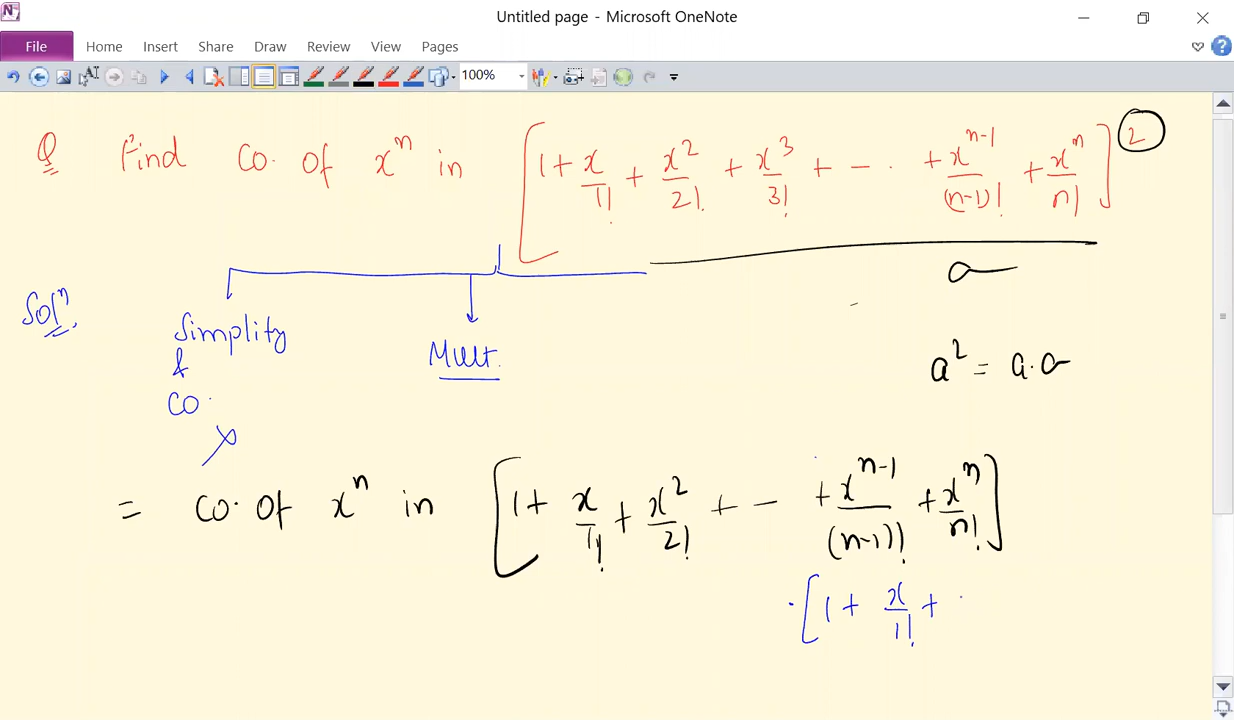 Untitled page - Microsoft OneNote
File Home Insert Share Draw Review View Pages
100%
Q Find co. of x^n in [1 + x/1! + x^2/2! + x^3/3! + - - . + x^(n-1)/(n-1)! + x^n/n!]^2
a
Sol^n.
Simplity
&
CO.
Mult.
a^2 = a.a
= CO. Of x^n in [1 + x/1! + x^2/2! + - - + x^(n-1)/(n-1)! + x^n/n!]
. [1 + x/1! +